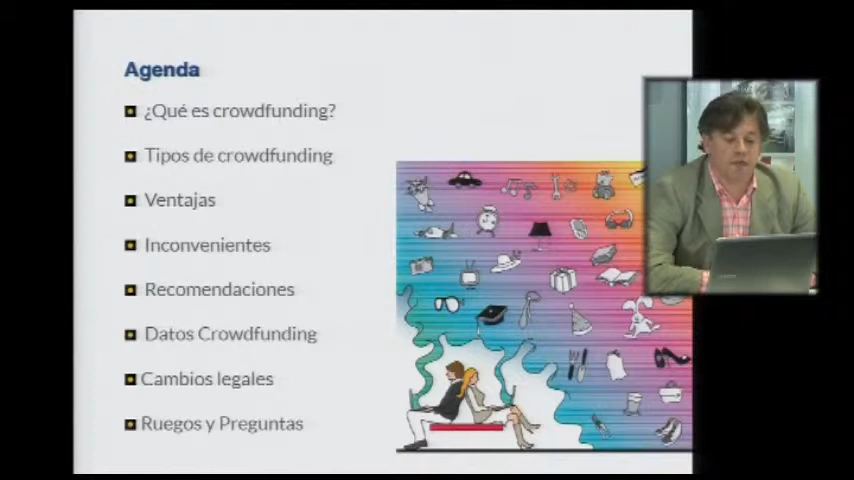 Agenda
¿Qué es crowdfunding?
Tipos de crowdfunding
Ventajas
Inconvenientes
Recomendaciones
Datos Crowdfunding
Cambios legales
Ruegos y Preguntas